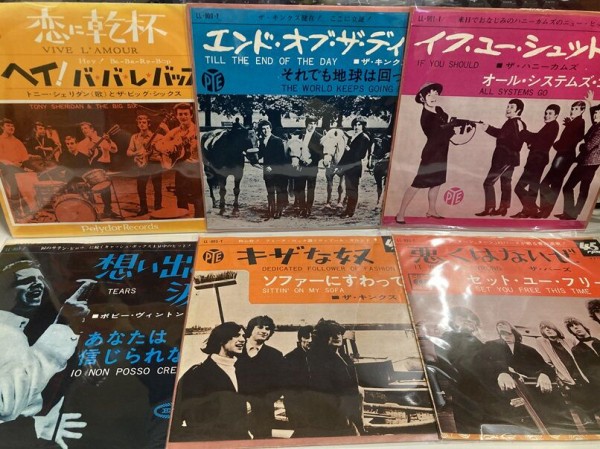 恋に乾杯
VIVE L'AMOUR
ヘイ!バ・バ・レ・バッ
トニー・シェリダン(歌)とザ・ビッグ・シックス
TONY SHERIDAN & THE BIG SIX
Polydor Records
LL-903-Y
エンド・オブ・ザ・ディ
TILL THE END OF THE DAY
■ザ・キンクス
それでも地球は回っ
THE WORLD KEEPS GOING
PYE
イフ・ユー・シュッド
IF YOU SHOULD
■ザ・ハニーカムズ
オール・システムズ・
ALL SYSTEMS GO
PYE
想い出
TEARS
■ボビー・ヴィントン
あなたは
信じられな
IO NON POSSO CRE
PYE
キザな奴
DEDICATED FOLLOWER OF FASHION
ソファーにすわって
SITTIN' ON MY SOFA
■ザ・キンクス
45
悪くはないぜ
ザ・バーズ
セット・ユー・フリー
SET YOU FREE THIS TIME